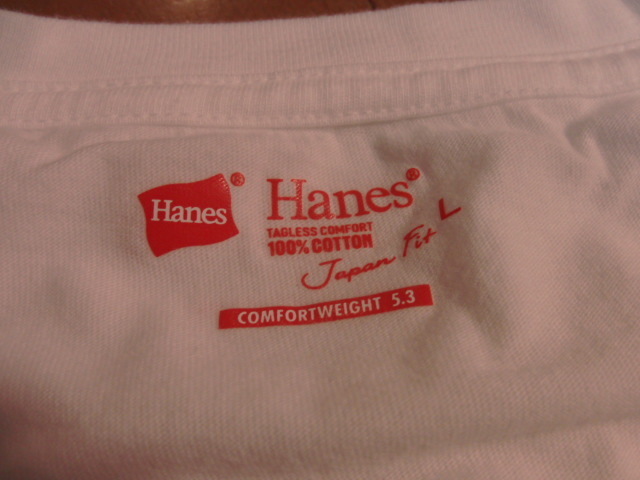 Hanes®
Hanes®
TAGLESS COMFORT
100% COTTON
Japan Fit L
COMFORTWEIGHT 5.3